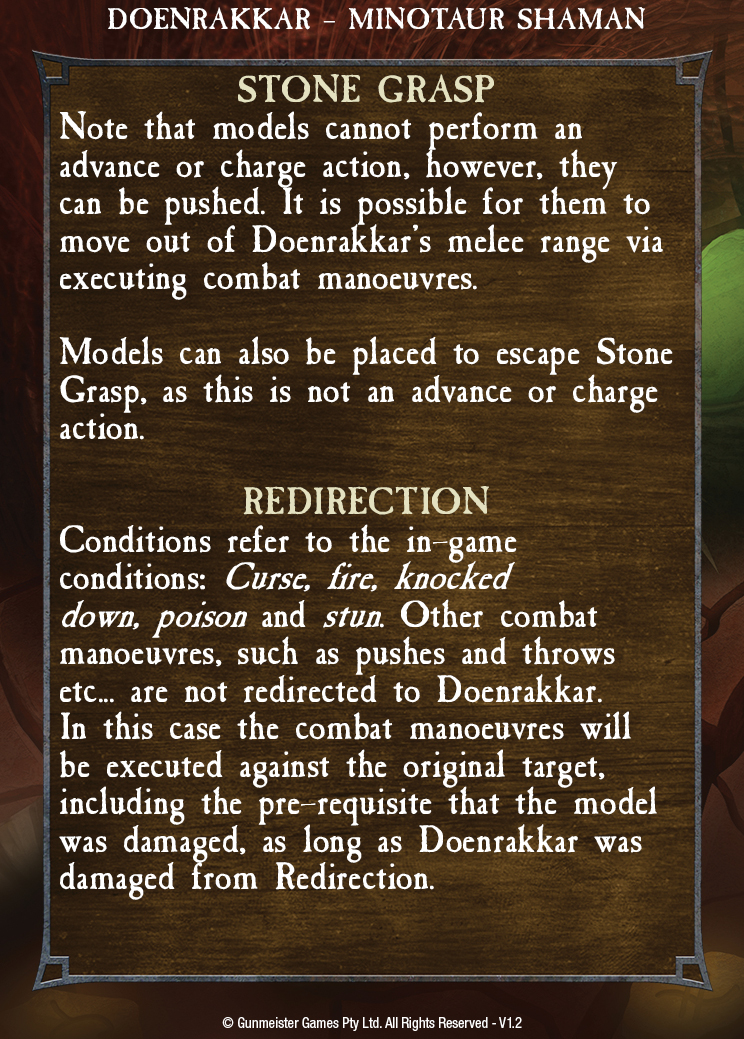 DOENRAKKAR – MINOTAUR SHAMAN
STONE GRASP
Note that models cannot perform an
advance or charge action, however, they
can be pushed. It is possible for them to
move out of Doenrakkar's melee range via
executing combat manoeuvres.
Models can also be placed to escape Stone
Grasp, as this is not an advance or charge
action.
REDIRECTION
Conditions refer to the in-game
conditions: Curse, fire, knocked
down, poison and stun. Other combat
manoeuvres, such as pushes and throws
etc... are not redirected to Doenrakkar.
In this case the combat manoeuvres will
be executed against the original target,
including the pre-requisite that the model
was damaged, as long as Doenrakkar was
damaged from Redirection.
© Gunmeister Games Pty Ltd. All Rights Reserved - V1.2